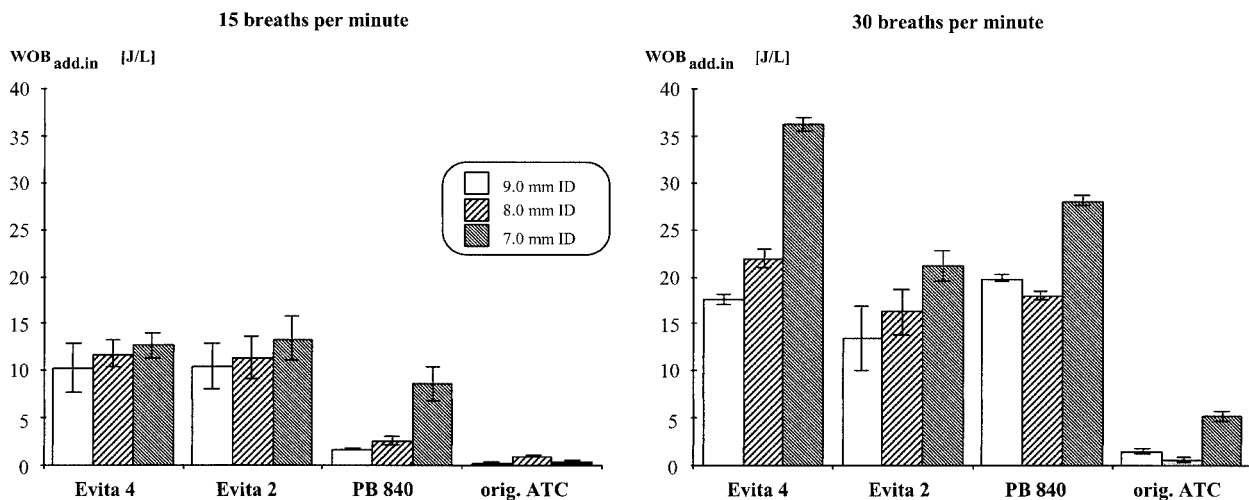 15 breaths per minute
WOB add.in [J/L]
40
35
30
25
20
15
10
5
0
Evita 4 Evita 2 PB 840 orig. ATC
9.0 mm ID
8.0 mm ID
7.0 mm ID
30 breaths per minute
WOB add.in [J/L]
40
35
30
25
20
15
10
5
0
Evita 4 Evita 2 PB 840 orig. ATC